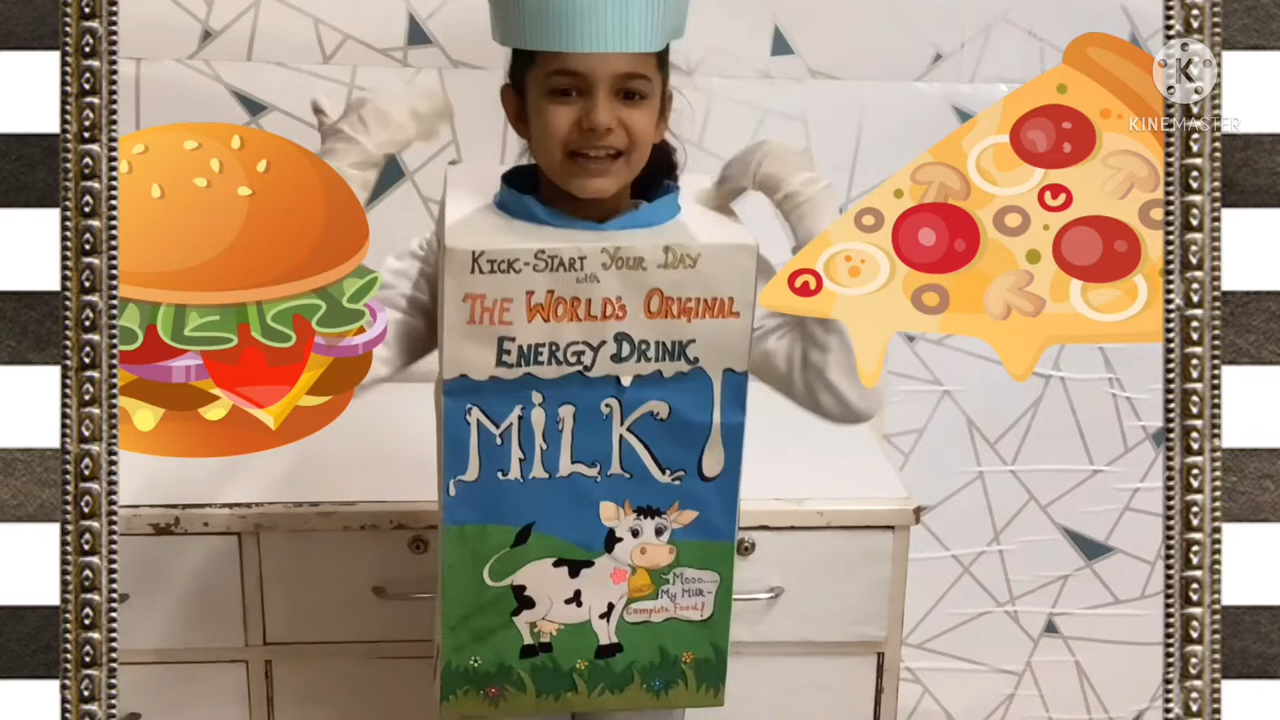 K
KINEMASTER
KICK-START YOUR DAY
with
THE WORLD'S ORIGINAL
ENERGY DRINK
MiLK!
Mooo.....
My Milk-
Complete Food!